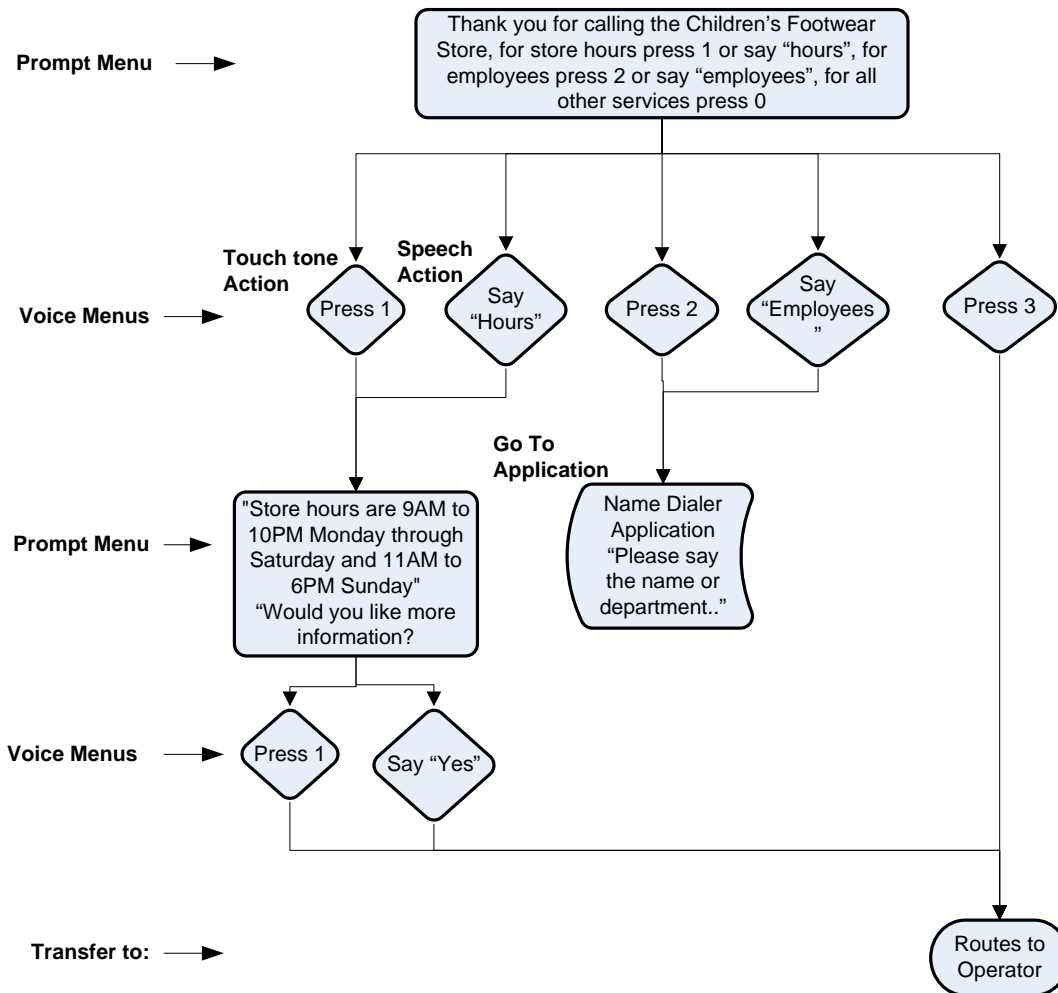 Thank you for calling the Children’s Footwear
Store, for store hours press 1 or say “hours”, for
employees press 2 or say “employees”, for all
other services press 0
Prompt Menu
Touch tone
Action
Speech
Action
Voice Menus
Press 1
Say
“Hours”
Press 2
Say
“Employees
”
Press 3
Go To
Application
Prompt Menu
"Store hours are 9AM to
10PM Monday through
Saturday and 11AM to
6PM Sunday"
“Would you like more
information?
Name Dialer
Application
“Please say
the name or
department..”
Voice Menus
Press 1
Say “Yes”
Transfer to:
Routes to
Operator